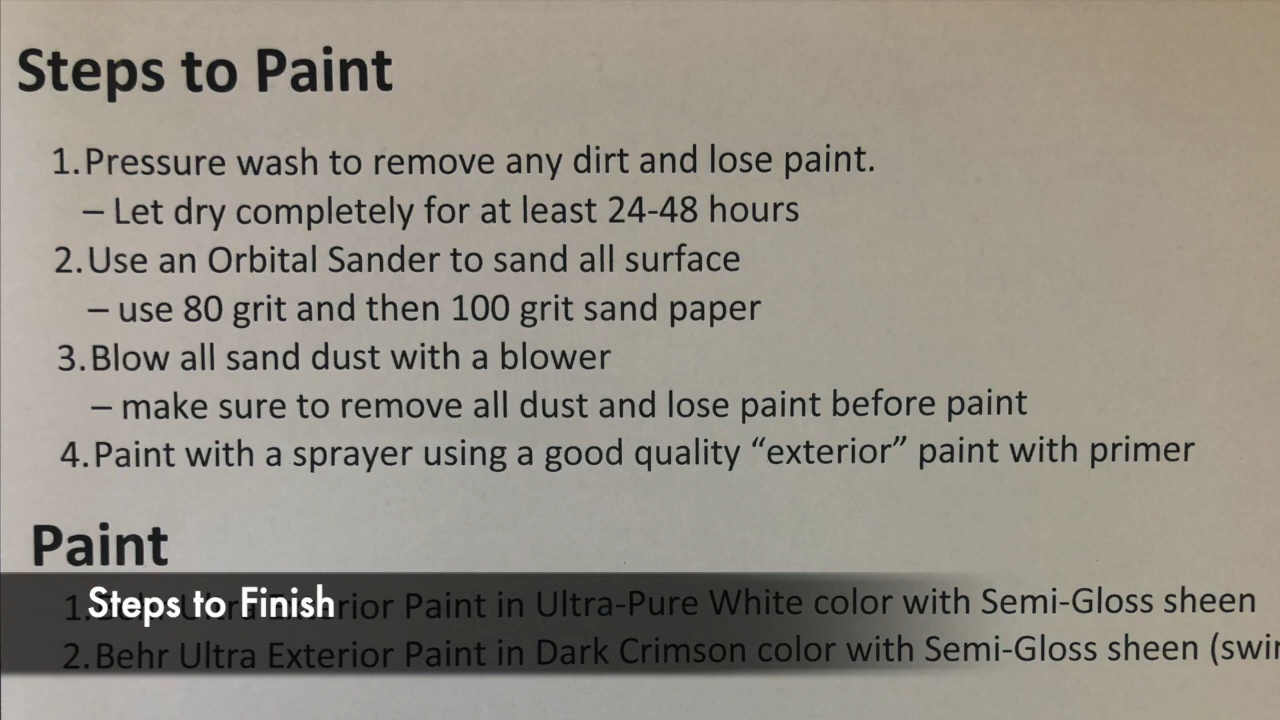 Steps to Paint
1.Pressure wash to remove any dirt and lose paint.
– Let dry completely for at least 24-48 hours
2.Use an Orbital Sander to sand all surface
– use 80 grit and then 100 grit sand paper
3.Blow all sand dust with a blower
– make sure to remove all dust and lose paint before paint
4.Paint with a sprayer using a good quality “exterior” paint with primer
Paint
Steps to Finish
1. Paint in Ultra-Pure White color with Semi-Gloss sheen
2.Behr Ultra Exterior Paint in Dark Crimson color with Semi-Gloss sheen